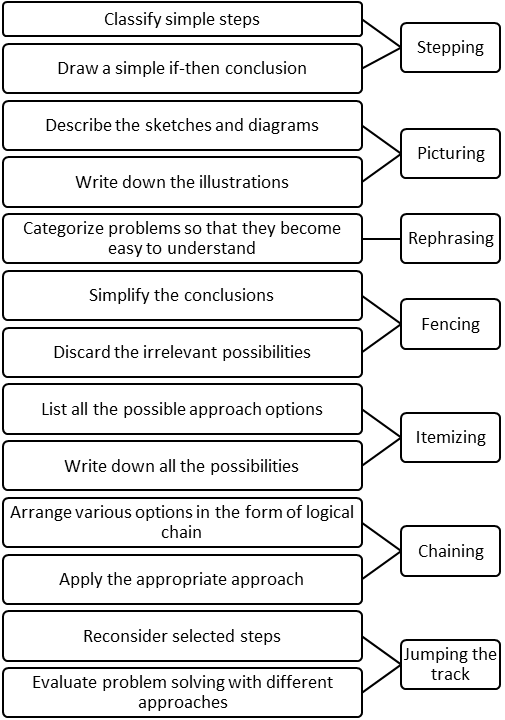 Classify simple steps
Draw a simple if-then conclusion
Stepping
Describe the sketches and diagrams
Write down the illustrations
Picturing
Categorize problems so that they become
easy to understand
Rephrasing
Simplify the conclusions
Discard the irrelevant possibilities
Fencing
List all the possible approach options
Write down all the possibilities
Itemizing
Arrange various options in the form of logical
chain
Apply the appropriate approach
Chaining
Reconsider selected steps
Evaluate problem solving with different
approaches
Jumping the
track